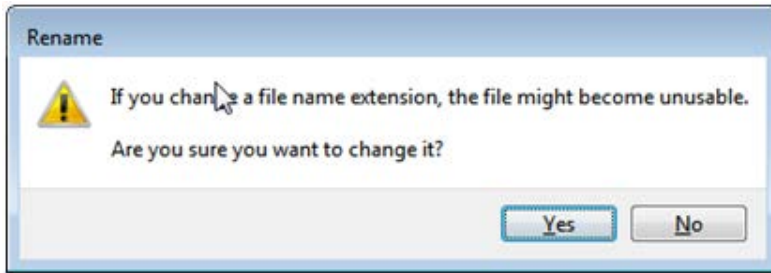 Rename
If you change a file name extension, the file might become unusable.
Are you sure you want to change it?
Yes
No